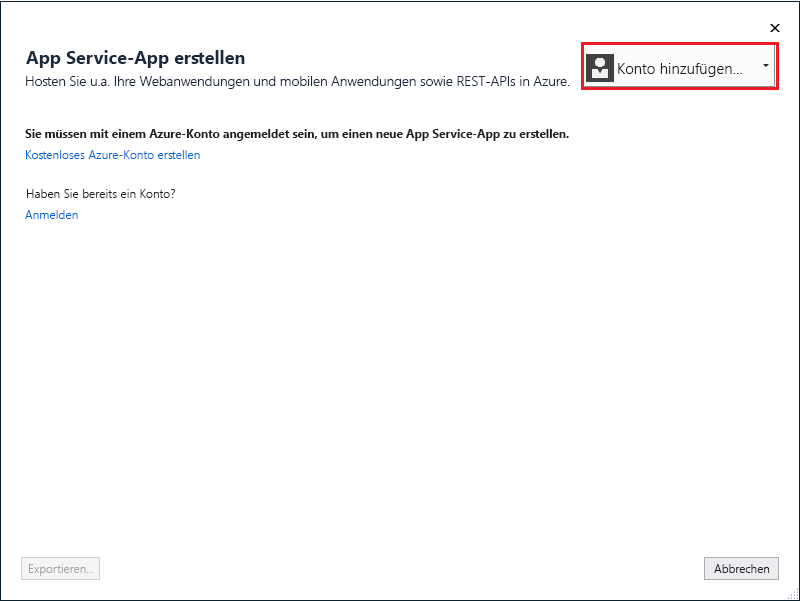 App Service-App erstellen
Hosten Sie u.a. Ihre Webanwendungen und mobilen Anwendungen sowie REST-APIs in Azure.
Konto hinzufügen...
Sie müssen mit einem Azure-Konto angemeldet sein, um einen neue App Service-App zu erstellen.
Kostenloses Azure-Konto erstellen
Haben Sie bereits ein Konto?
Anmelden
Exportieren...
Abbrechen